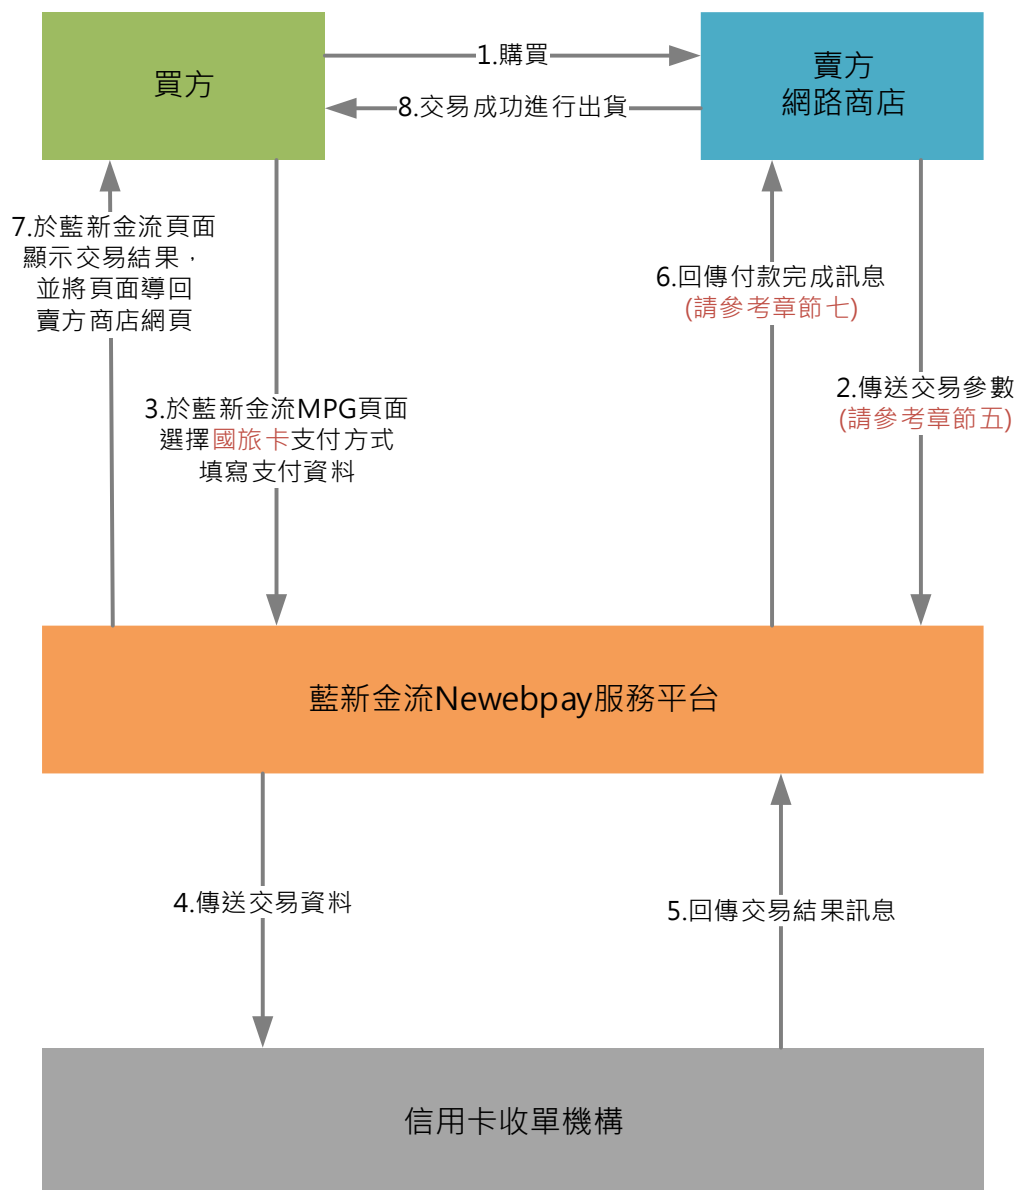 買方
1.購買
賣方
網路商店
8.交易成功進行出貨
7.於藍新金流頁面
顯示交易結果，
並將頁面導回
賣方商店網頁
6.回傳付款完成訊息
(請參考章節七)
2.傳送交易參數
(請參考章節五)
3.於藍新金流MPG頁面
選擇國旅卡支付方式
填寫支付資料
藍新金流Newebpay服務平台
4.傳送交易資料
5.回傳交易結果訊息
信用卡收單機構